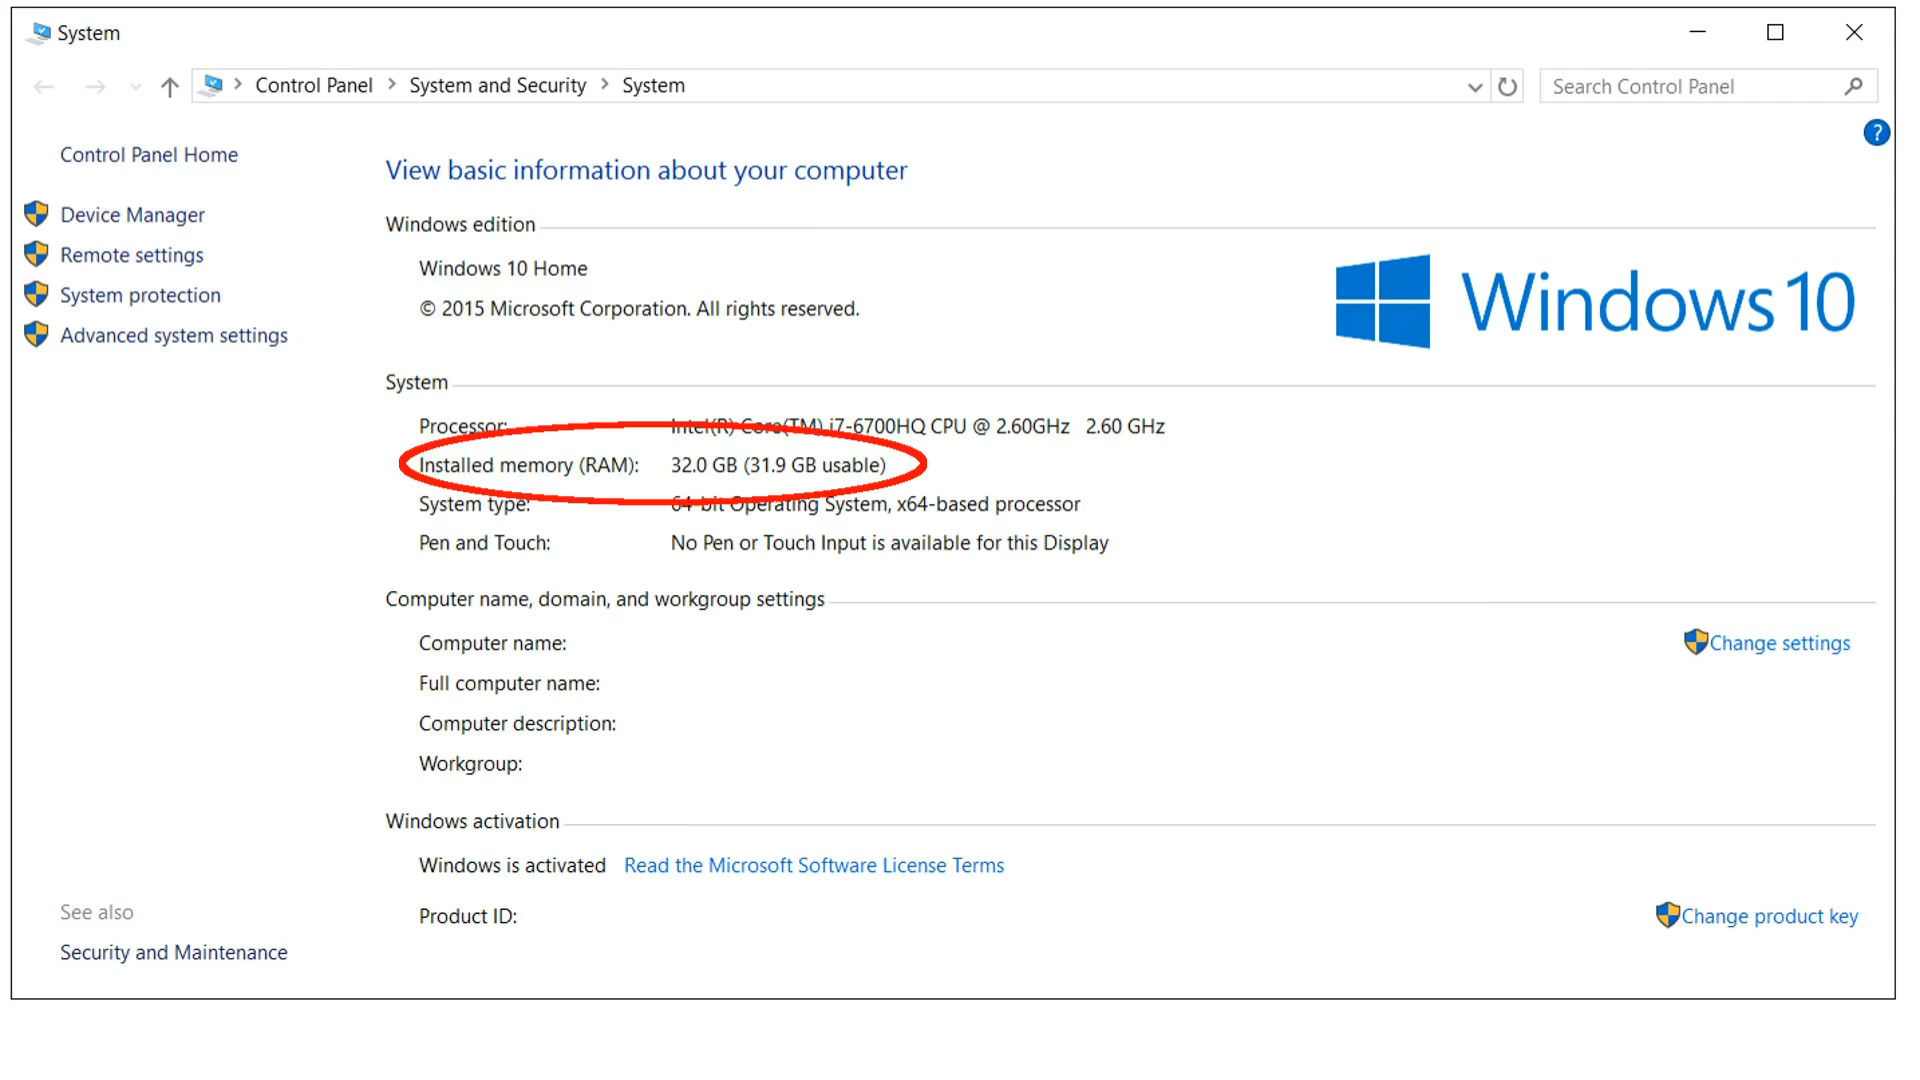 System
Control Panel > System and Security > System
Search Control Panel
?
Control Panel Home
Device Manager
Remote settings
System protection
Advanced system settings
View basic information about your computer
Windows edition
Windows 10 Home
© 2015 Microsoft Corporation. All rights reserved.
Windows 10
System
Processor: Intel(R) Core(TM) i7-6700HQ CPU @ 2.60GHz 2.60 GHz
Installed memory (RAM): 32.0 GB (31.9 GB usable)
System type: 64-bit Operating System, x64-based processor
Pen and Touch: No Pen or Touch Input is available for this Display
Computer name, domain, and workgroup settings
Computer name:
Change settings
Full computer name:
Computer description:
Workgroup:
Windows activation
Windows is activated Read the Microsoft Software License Terms
Product ID:
Change product key
See also
Security and Maintenance